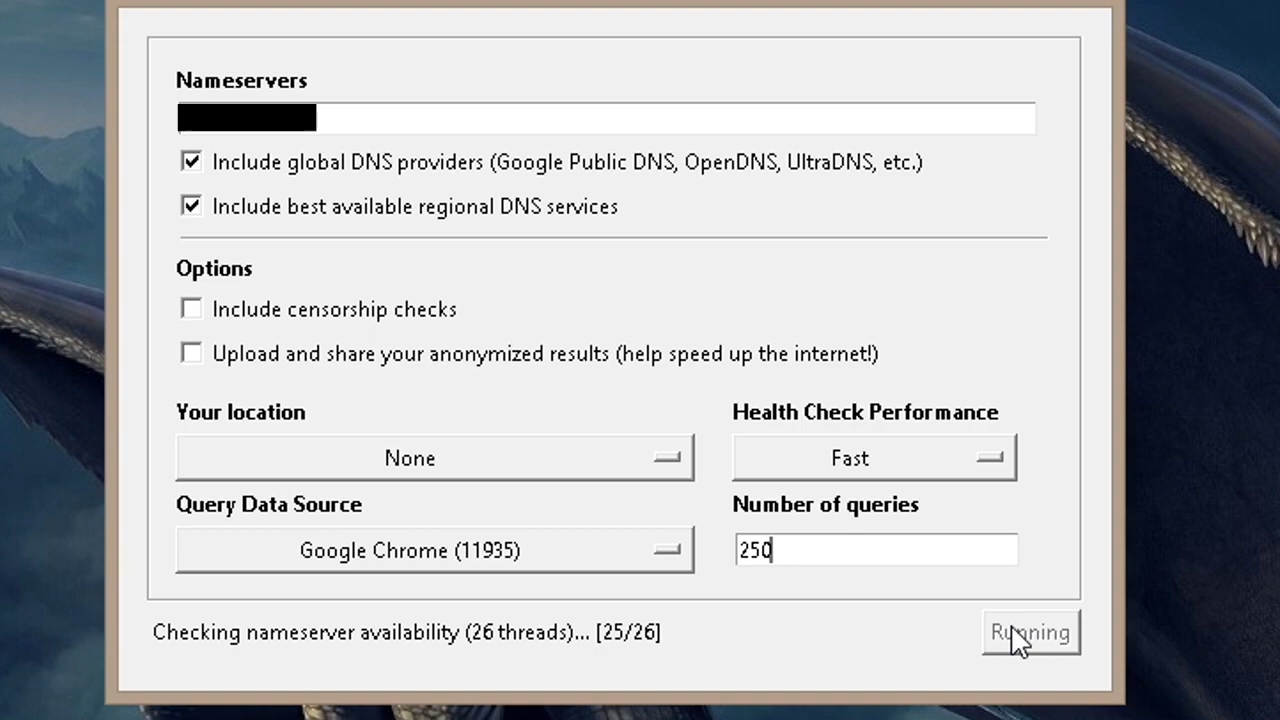 Nameservers
Include global DNS providers (Google Public DNS, OpenDNS, UltraDNS, etc.)
Include best available regional DNS services
Options
Include censorship checks
Upload and share your anonymized results (help speed up the internet!)
Your location
Health Check Performance
None
Fast
Query Data Source
Number of queries
Google Chrome (11935)
250
Checking nameserver availability (26 threads)... [25/26]
Running